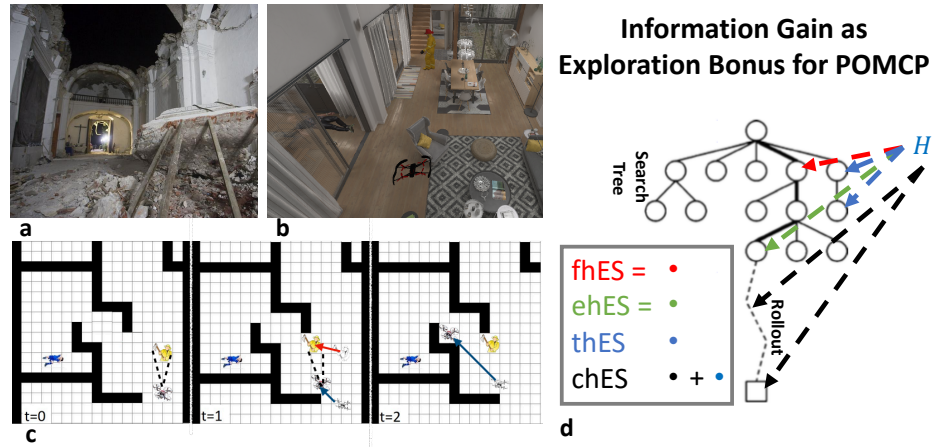 Information Gain as
Exploration Bonus for POMCP
H
Search
Tree
Rollout
fhES = •
ehES = •
thES •
chES • + •
a
b
t=0
t=1
t=2
c
d